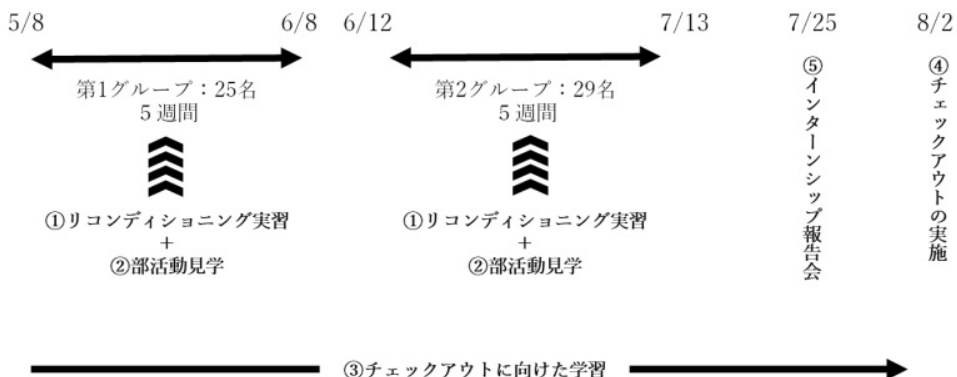 5/8 6/8 6/12 7/13 7/25 8/2
第1グループ：25名
５週間
①リコンディショニング実習
+
②部活動見学
第2グループ：29名
５週間
①リコンディショニング実習
+
②部活動見学
⑤インターンシップ報告会
④チェックアウトの実施
③チェックアウトに向けた学習